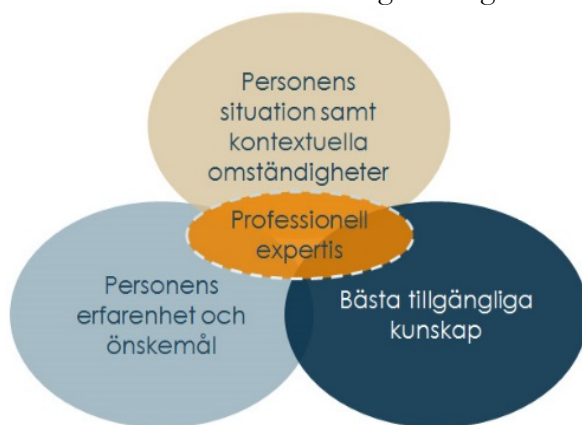 Personens
situation samt
kontextuella
omständigheter
Professionell
expertis
Personens
erfarenhet och
önskemål
Bästa tillgängliga
kunskap